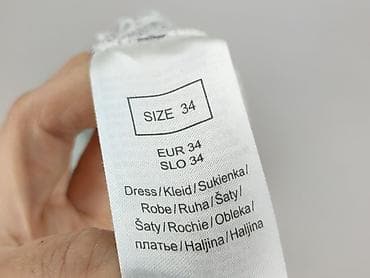 SIZE 34
EUR 34
SLO 34
Dress/Kleid/Sukienka/
Robe/Ruha/Šaty/
Šaty/Rochie/Obleka/
платье/Haljina/Haljina